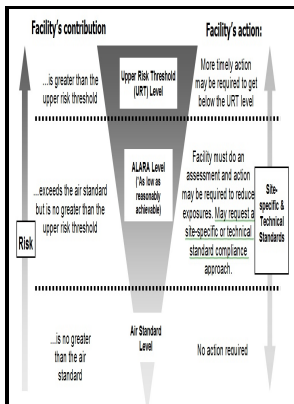 Facility's contribution
Facility's action:
...is greater than the
upper risk threshold
Upper Risk Threshold
(URT) Level
More timely action
may be required to get
below the URT level
...exceeds the air standard
but is no greater than the
upper risk threshold
ALARA Level
("As low as
reasonably
achievable"
Facility must do an
assessment and action
may be required to reduce
exposures. May request a
site-specific or technical
standard compliance
approach.
Risk
Site-
specific &
Technical
Standards
...is no greater
than the air
standard
Air Standard
Level
No action required